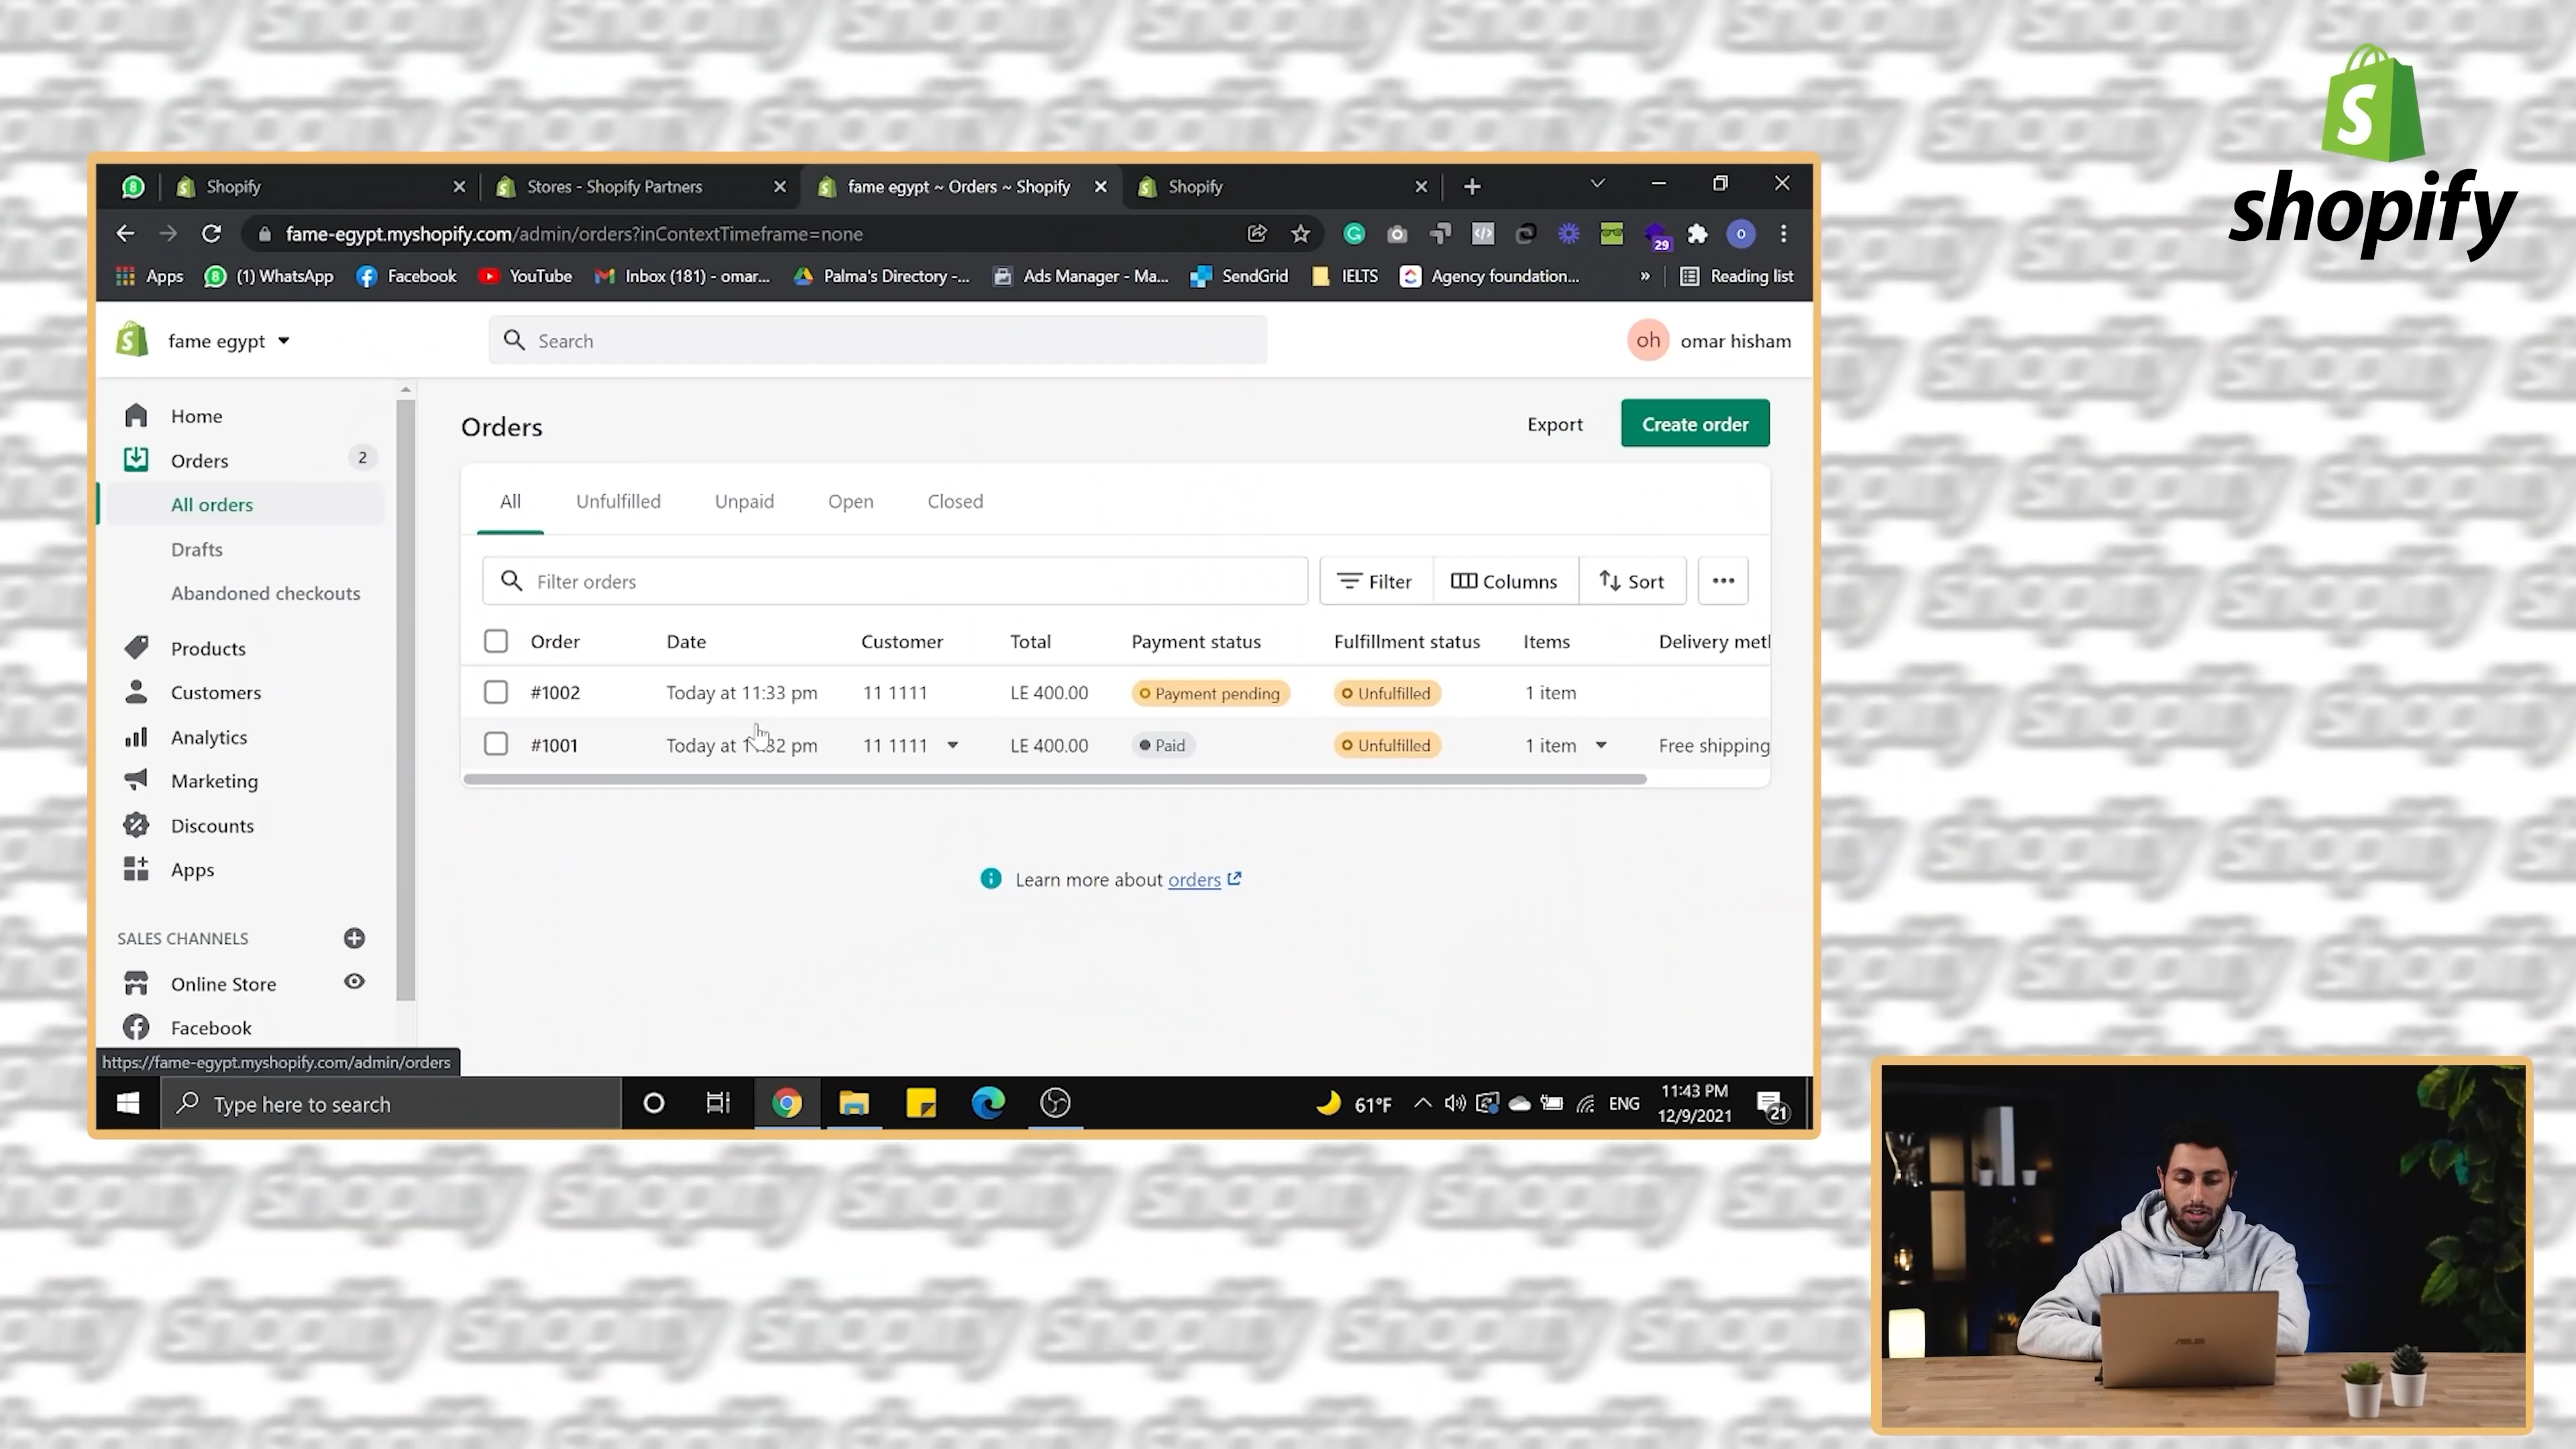 shopify
Shopify
Stores - Shopify Partners
fame egypt ~ Orders ~ Shopify
Shopify
fame-egypt.myshopify.com/admin/orders?inContextTimeframe=none
29
O
Apps
(1) WhatsApp
Facebook
YouTube
Inbox (181) - omar...
Palma's Directory -...
Ads Manager - Ma...
SendGrid
IELTS
Agency foundation...
»
Reading list
fame egypt
Search
oh
omar hisham
Home
Orders
2
All orders
Drafts
Abandoned checkouts
Products
Customers
Analytics
Marketing
Discounts
Apps
SALES CHANNELS
Online Store
Facebook
https://fame-egypt.myshopify.com/admin/orders
Orders
Export
Create order
All
Unfulfilled
Unpaid
Open
Closed
Filter orders
Filter
Columns
Sort
Order Date Customer Total Payment status Fulfillment status Items Delivery met
#1002 Today at 11:33 pm 11 1111 LE 400.00 Payment pending Unfulfilled 1 item
#1001 Today at 11:32 pm 11 1111 LE 400.00 Paid Unfulfilled 1 item Free shipping
Learn more about orders
Type here to search
61°F
ENG
11:43 PM
12/9/2021
21
ASUS